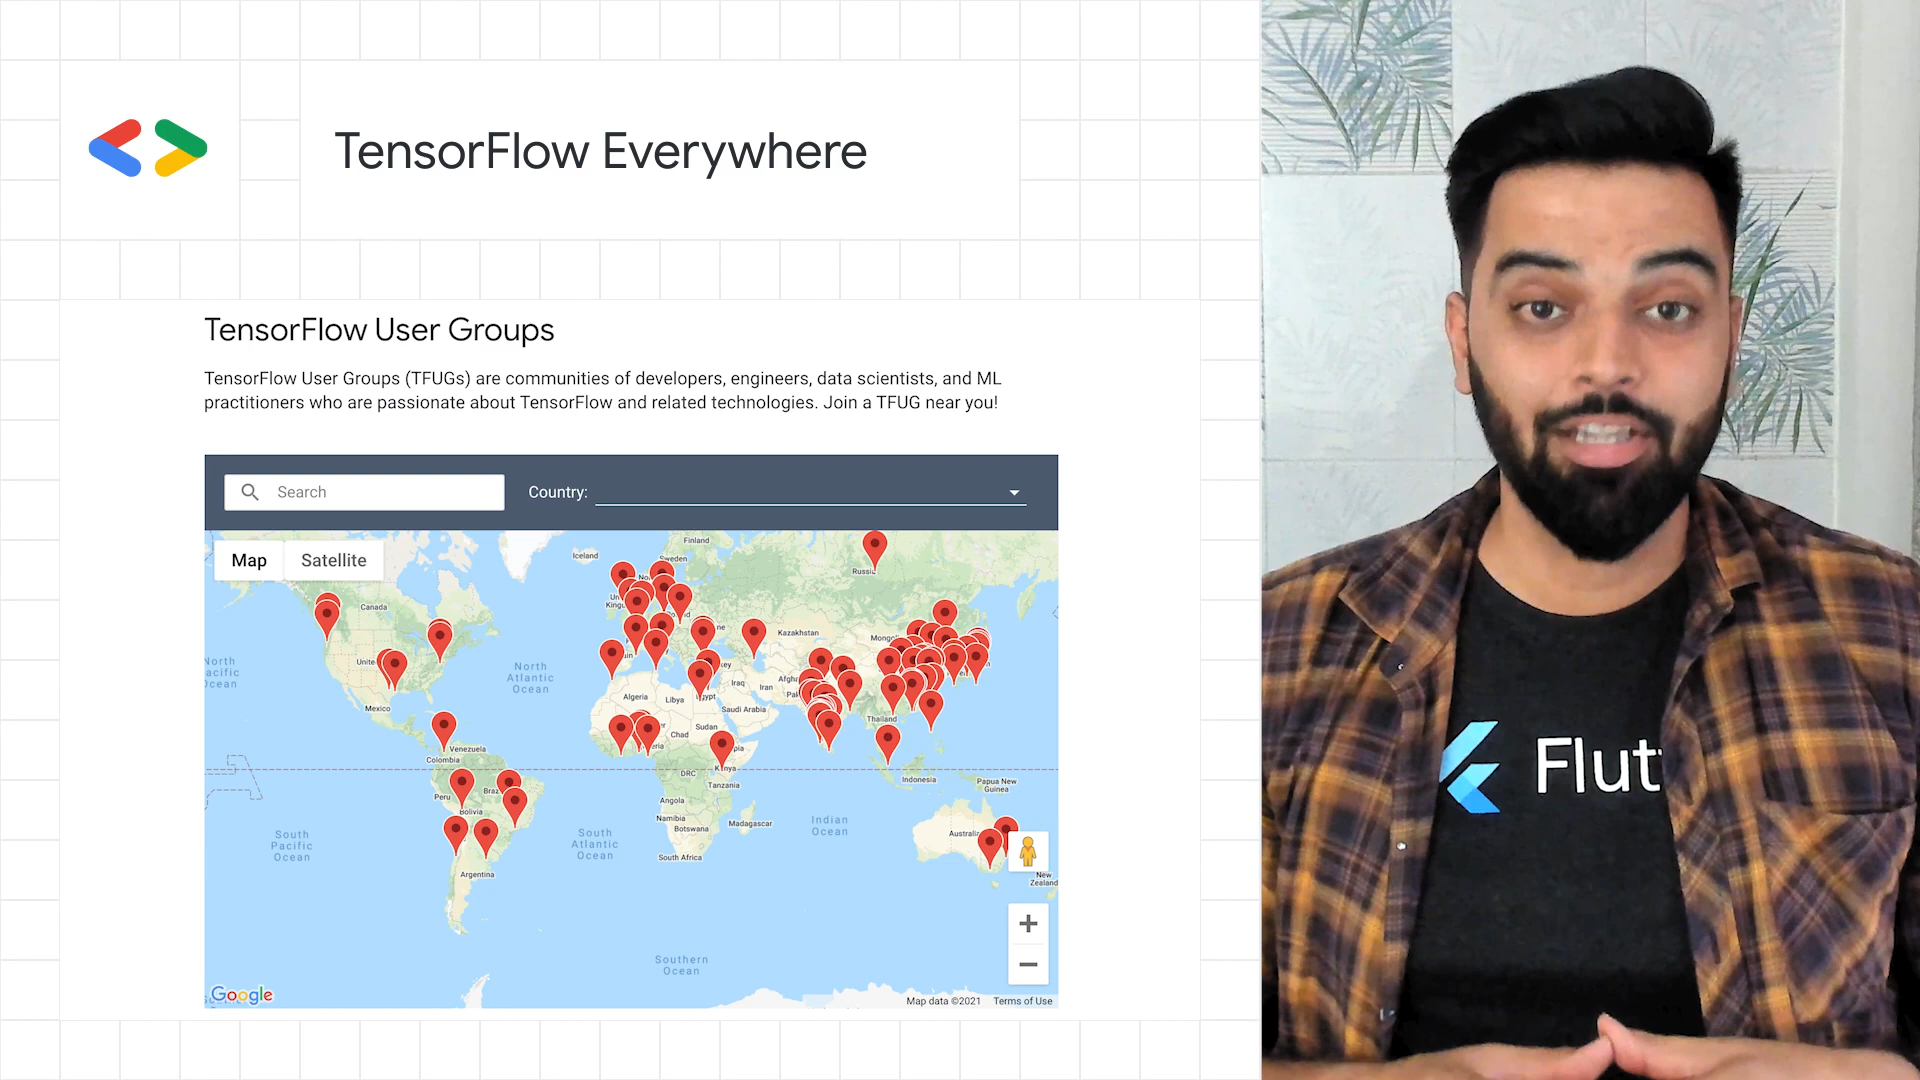 TensorFlow Everywhere
TensorFlow User Groups
TensorFlow User Groups (TFUGs) are communities of developers, engineers, data scientists, and ML
practitioners who are passionate about TensorFlow and related technologies. Join a TFUG near you!
Search
Country:
Map
Satellite
Iceland
Finland
Sweden
Russia
Canada
Kazakhstan
North
Atlantic
Ocean
Mexico
Algeria
Libya
Iraq
Iran
Saudi Arabia
Sudan
Chad
Thailand
Venezuela
Colombia
Kenya
DRC
Tanzania
Indonesia
Papua New
Guinea
Peru
Bolivia
Angola
Namibia
Botswana
Madagascar
South Africa
Indian
Ocean
Australia
South
Pacific
Ocean
South
Atlantic
Ocean
Argentina
New
Zealand
Southern
Ocean
Google
Map data ©2021
Terms of Use
Flut